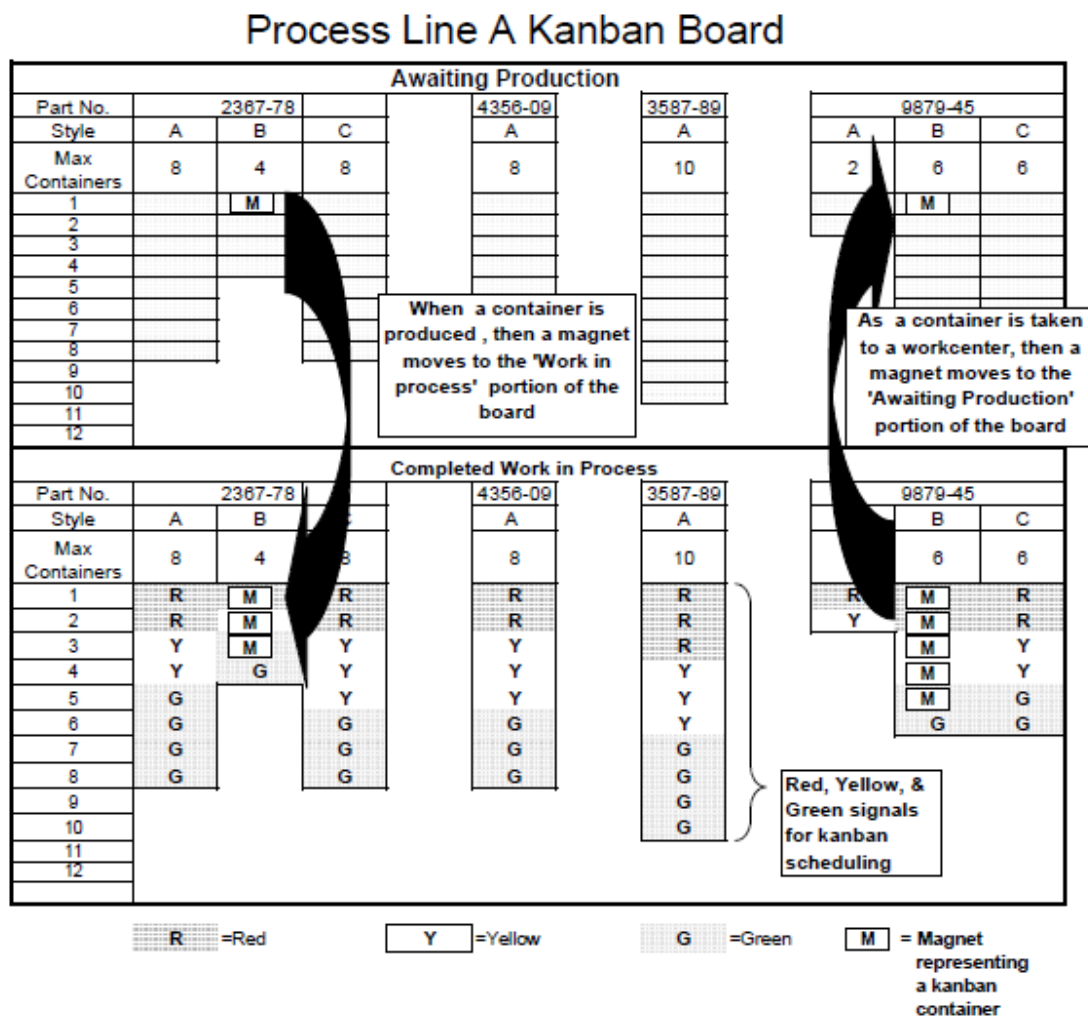 Process Line A Kanban Board
Awaiting Production
Part No. 2367-78 4356-09 3587-89 9879-45
Style A B C A A A B C
Max Containers 8 4 8 8 10 2 6 6
1 M M
2
3
4
5
6
7
8
9
10
11
12
When a container is
produced , then a magnet
moves to the 'Work in
process' portion of the
board
As a container is taken
to a workcenter, then a
magnet moves to the
'Awaiting Production'
portion of the board
Completed Work in Process
Part No. 2367-78 4356-09 3587-89 9879-45
Style A B A A B C
Max Containers 8 4 8 8 10 6 6
1 R M R R R R M R
2 R M R R R Y M R
3 Y M Y Y R M Y
4 Y G Y Y Y M Y
5 G Y Y Y M G
6 G G G Y G G
7 G G G G
8 G G G G
9 G
10 G
11
12
Red, Yellow, &
Green signals
for kanban
scheduling
R =Red Y =Yellow G =Green M = Magnet
representing
a kanban
container